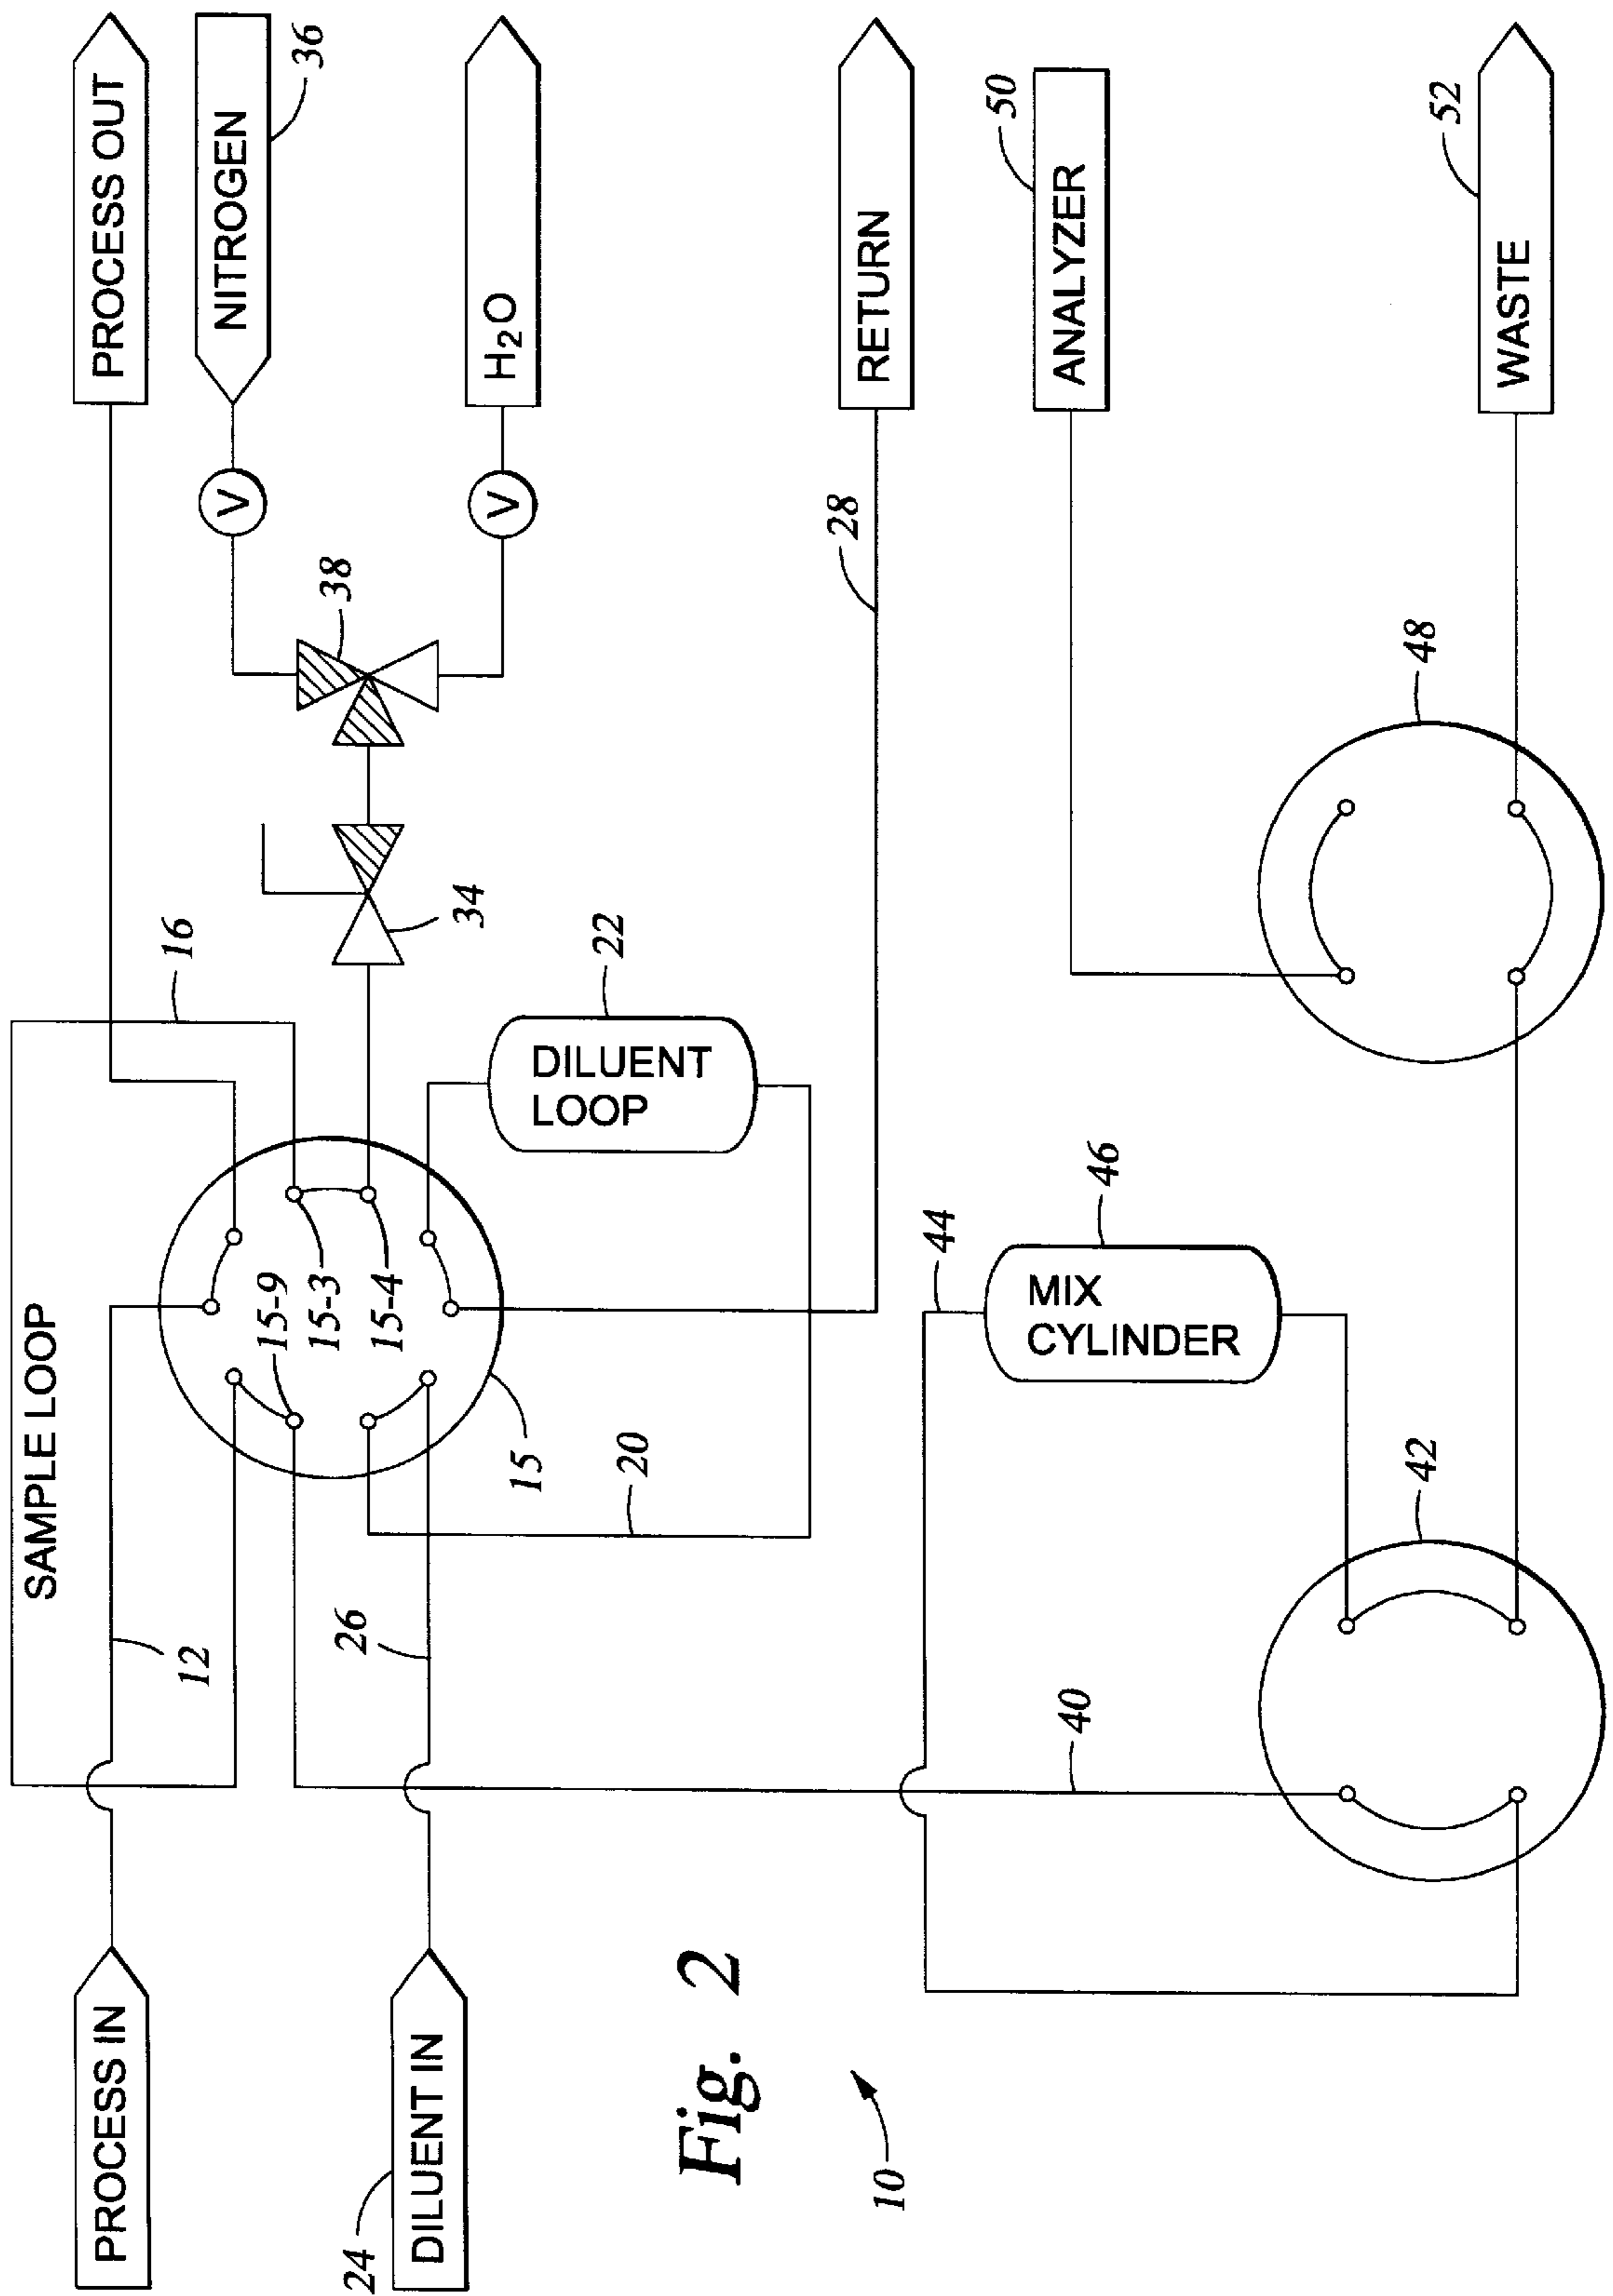 PROCESS OUT
NITROGEN
36
H₂O
RETURN
ANALYZER
50
WASTE
52
V
V
38
28
48
34
16
22
DILUENT
LOOP
15-9
15-3
15-4
15
20
44
46
MIX
CYLINDER
42
SAMPLE LOOP
12
26
40
PROCESS IN
DILUENT IN
24
Fig. 2
10